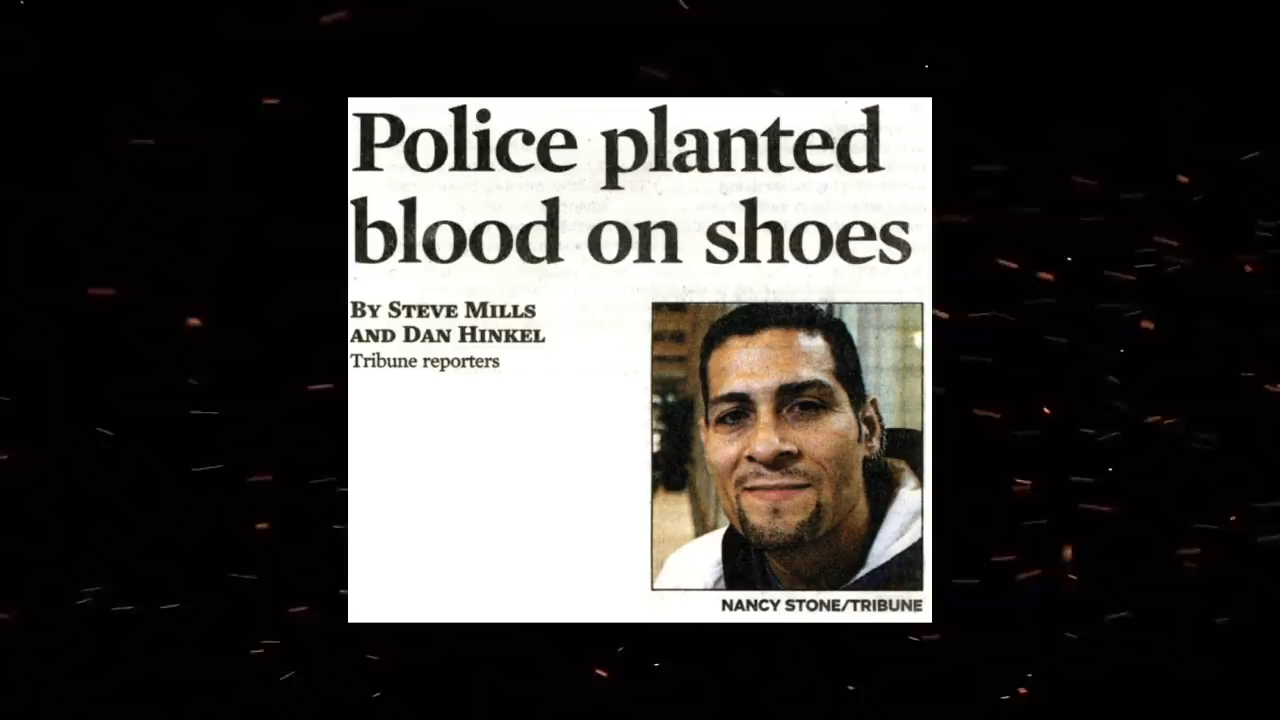 Police planted
blood on shoes
By Steve Mills
and Dan Hinkel
Tribune reporters
NANCY STONE/TRIBUNE